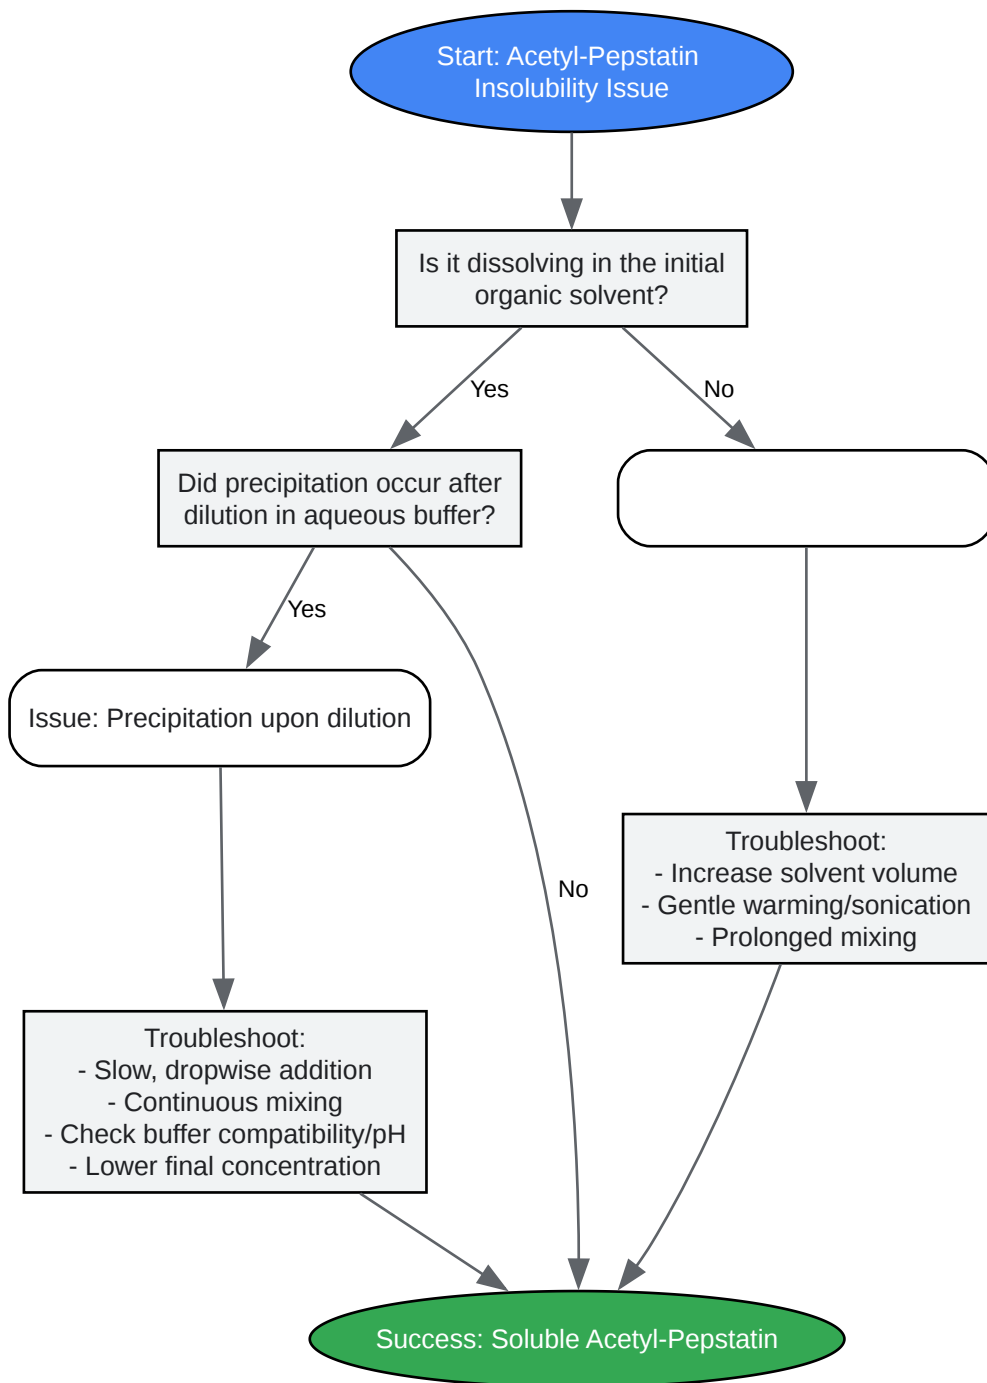 Start: Acetyl-Pepstatin
Insolubility Issue
Is it dissolving in the initial
organic solvent?
Yes
No
Did precipitation occur after
dilution in aqueous buffer?
Yes
Issue: Precipitation upon dilution
No
Troubleshoot:
- Increase solvent volume
- Gentle warming/sonication
- Prolonged mixing
Troubleshoot:
- Slow, dropwise addition
- Continuous mixing
- Check buffer compatibility/pH
- Lower final concentration
Success: Soluble Acetyl-Pepstatin